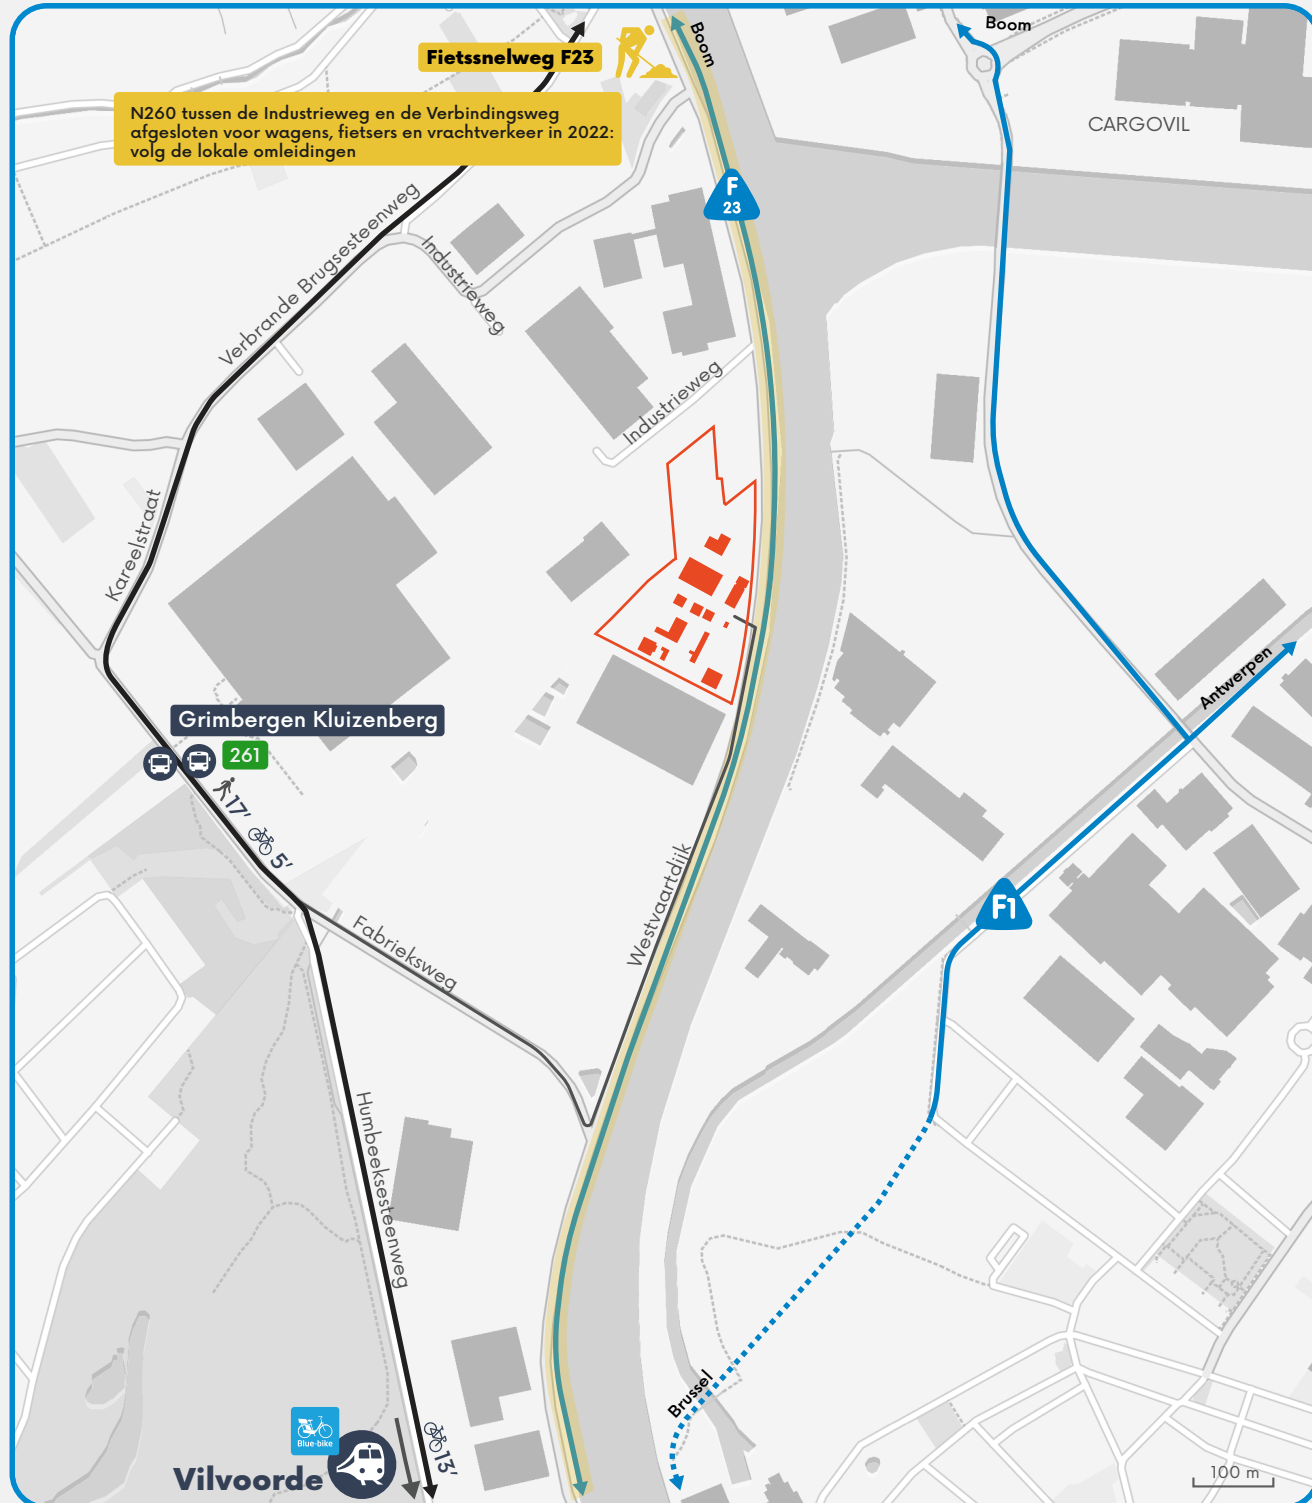 Fietssnelweg F23
Boom
Boom
N260 tussen de Industrieweg en de Verbindingsweg
afgesloten voor wagens, fietsers en vrachtverkeer in 2022:
volg de lokale omleidingen
CARGOVIL
F
23
Verbrande Brugsesteenweg
Industrieweg
Industrieweg
Kareelstraat
Antwerpen
Grimbergen Kluizenberg
261
17'
5'
Westvaartdijk
F1
Fabrieksweg
Humbeeksesteenweg
Brussel
Blue-bike
Vilvoorde
13'
100 m